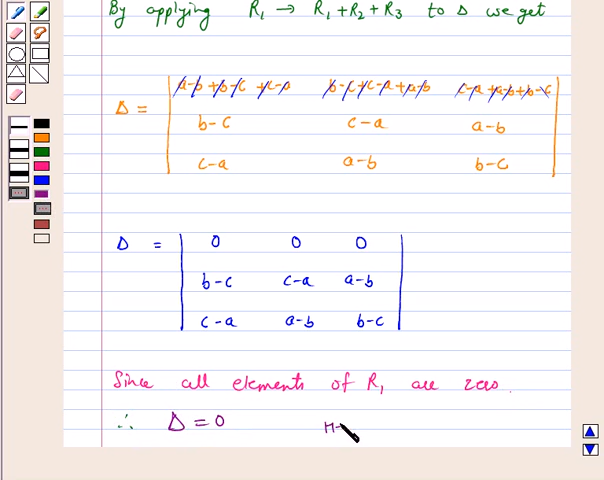 By applying R₁ → R₁ + R₂ + R₃ to Δ we get
a-b+b-c+c-a b-c+c-a+a-b c-a+a-b+b-c
Δ = b-c c-a a-b
c-a a-b b-c
Δ = 0 0 0
b-c c-a a-b
c-a a-b b-c
Since all elements of R₁ are zero.
∴ Δ = 0